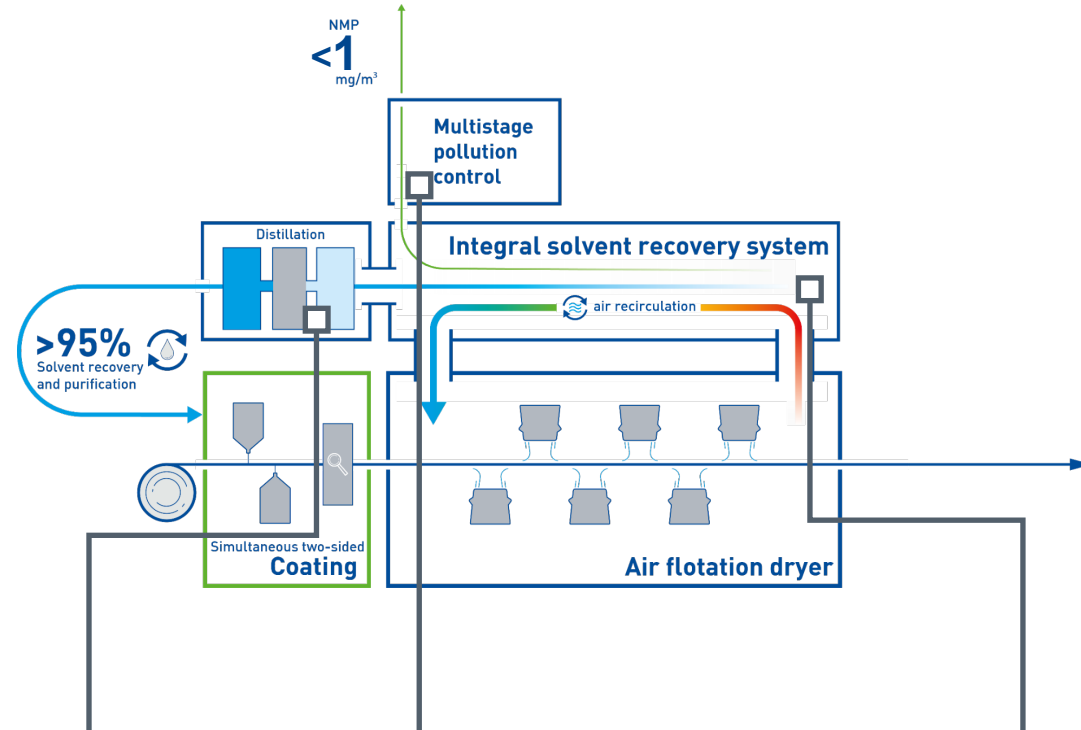 NMP
<1
mg/m³
Multistage
pollution
control
Distillation
Integral solvent recovery system
air recirculation
>95%
Solvent recovery
and purification
Simultaneous two-sided
Coating
Air flotation dryer